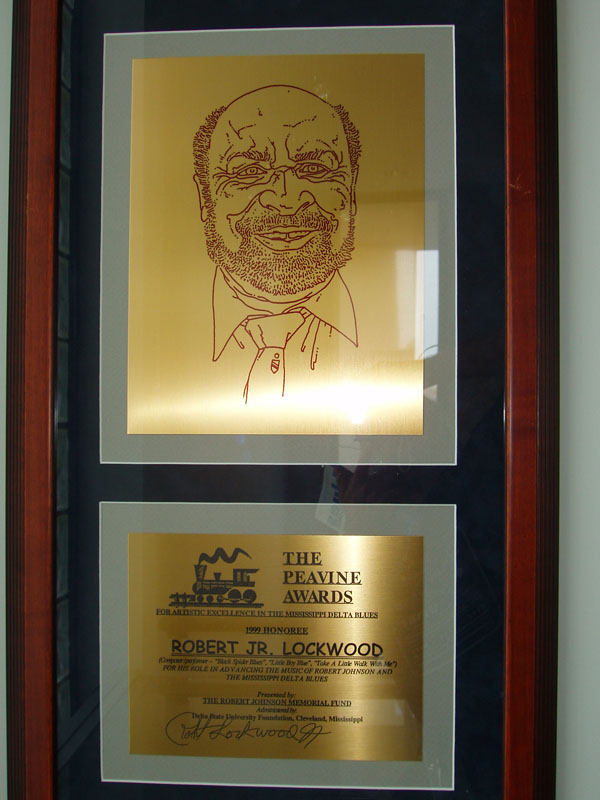 THE
PEAVINE
AWARDS
FOR ARTISTIC EXCELLENCE IN THE MISSISSIPPI DELTA BLUES
1999 HONOREE
ROBERT JR. LOCKWOOD
(Composer/performer – "Black Spider Blues", "Little Boy Blue", "Take A Little Walk With Me")
FOR HIS ROLE IN ADVANCING THE MUSIC OF ROBERT JOHNSON AND
THE MISSISSIPPI DELTA BLUES
Presented by:
THE ROBERT JOHNSON MEMORIAL FUND
Administered by:
Delta State University Foundation, Cleveland, Mississippi
Robt Lockwood Jr